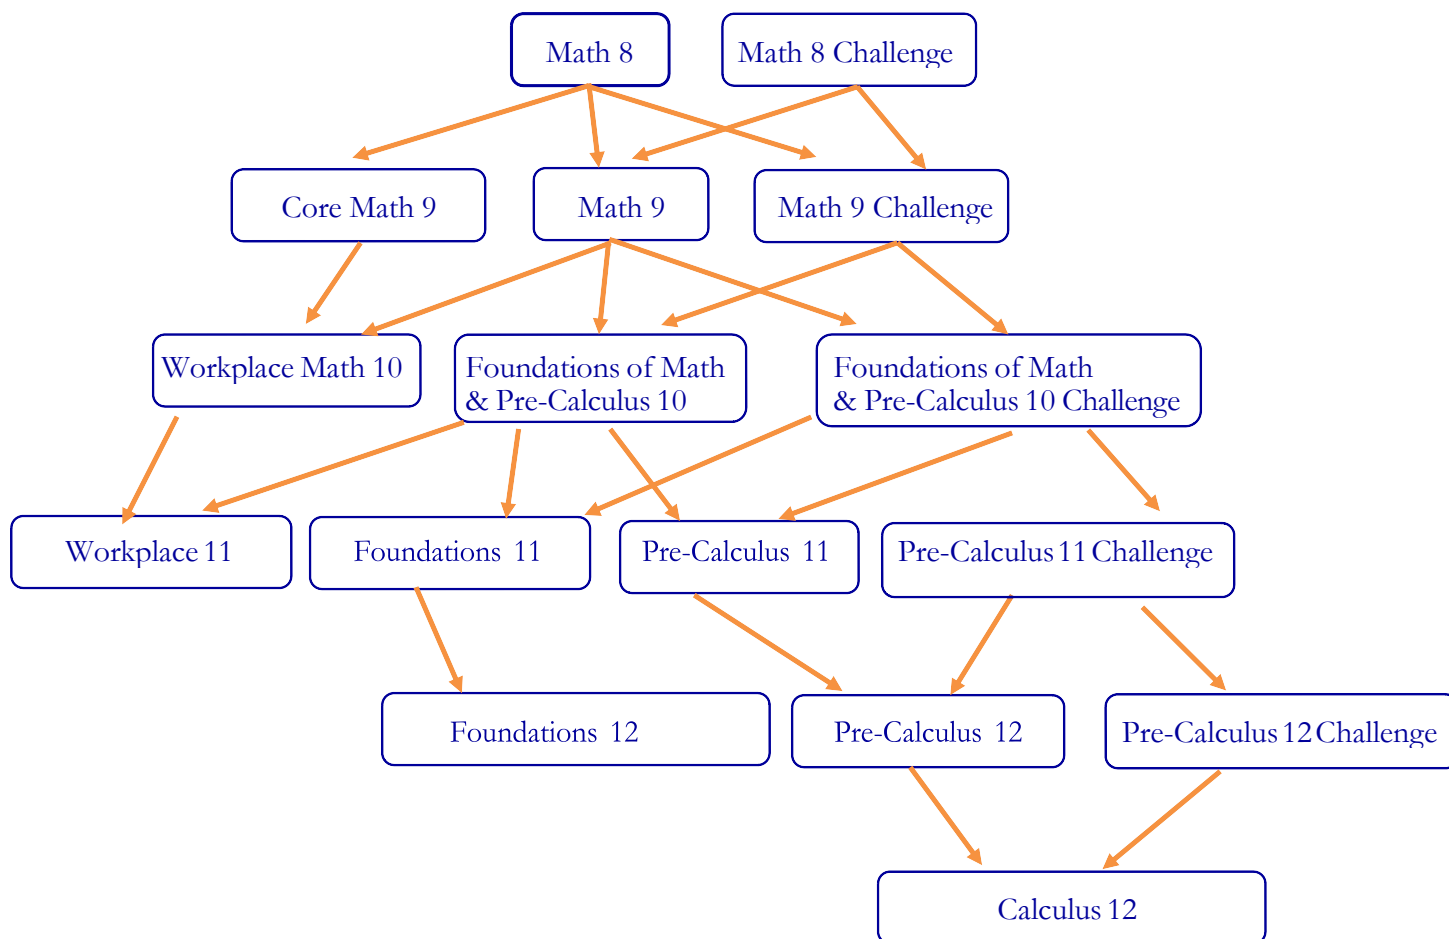 Math 8
Math 8 Challenge
Core Math 9
Math 9
Math 9 Challenge
Workplace Math 10
Foundations of Math
& Pre-Calculus 10
Foundations of Math
& Pre-Calculus 10 Challenge
Workplace 11
Foundations 11
Pre-Calculus 11
Pre-Calculus 11 Challenge
Foundations 12
Pre-Calculus 12
Pre-Calculus 12 Challenge
Calculus 12